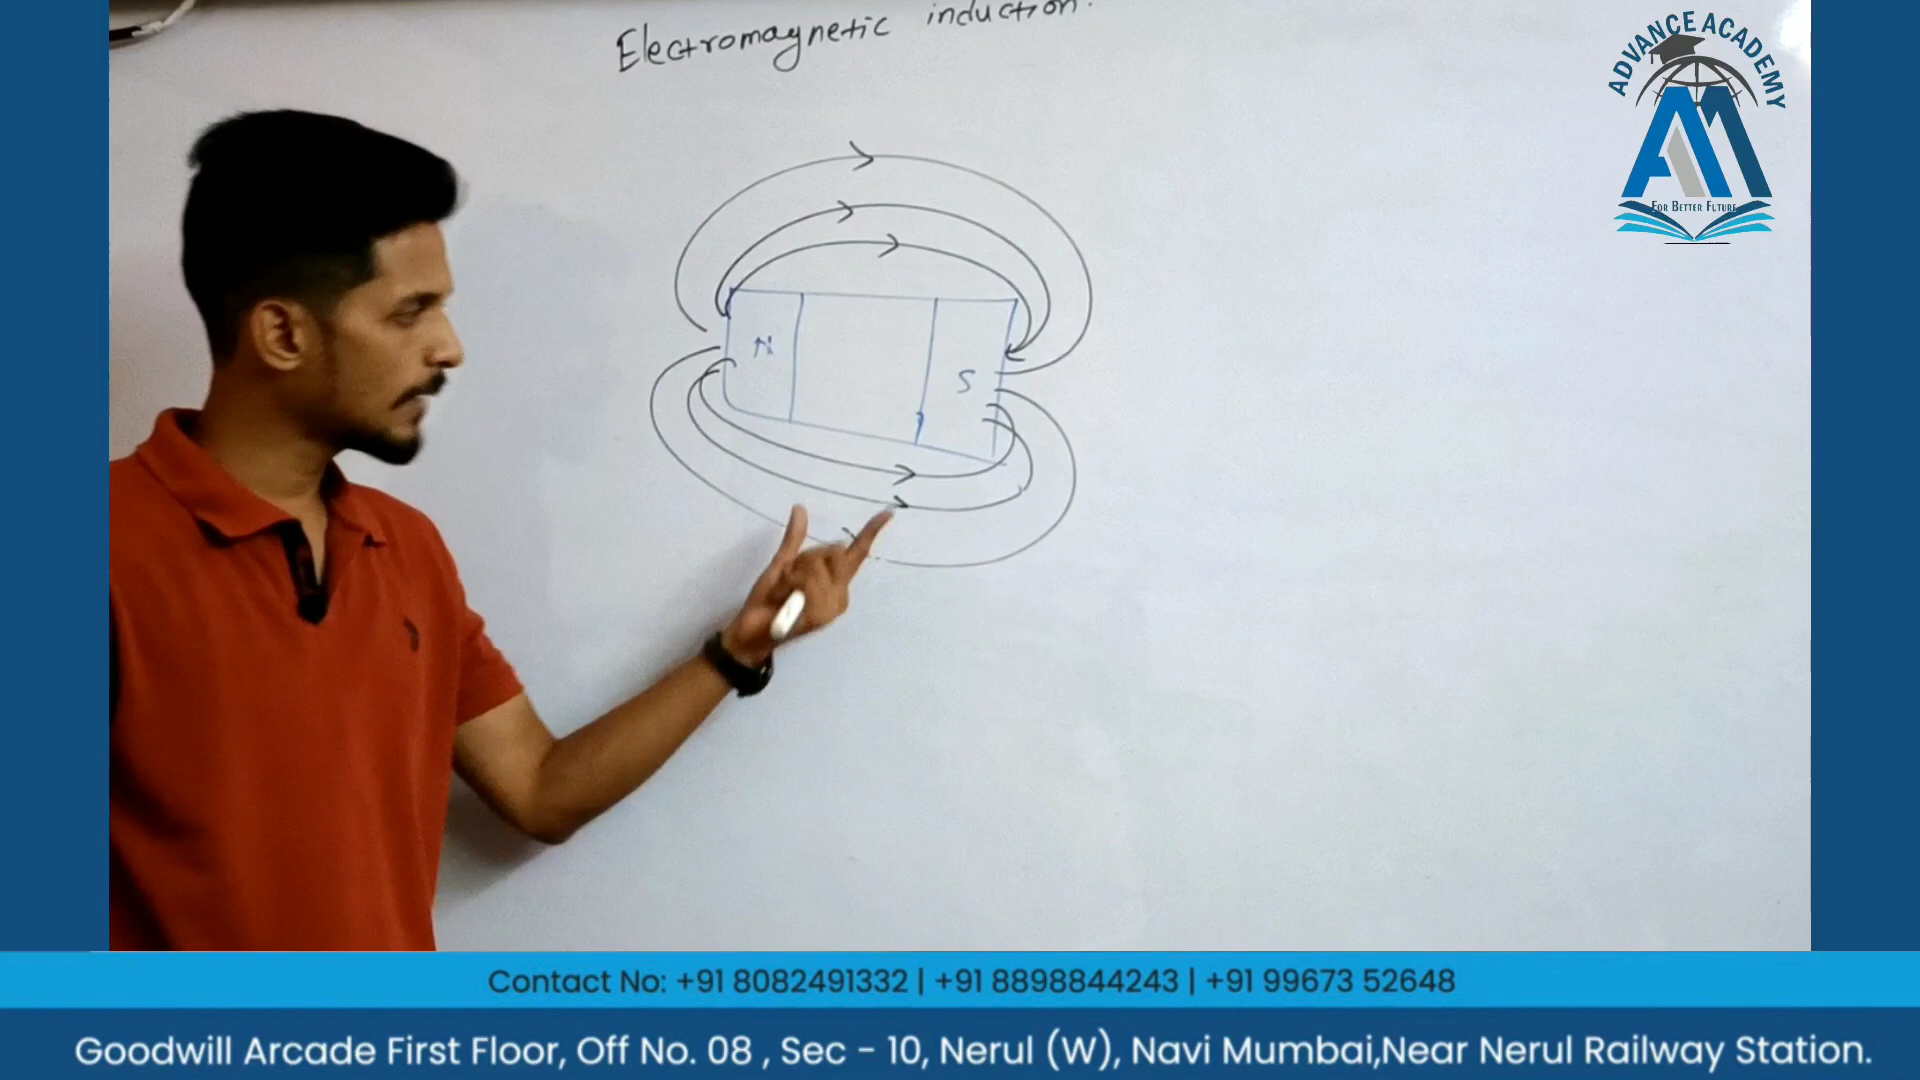 Electromagnetic induction.
ADVANCE ACADEMY
FOR BETTER FUTURE
N
S
Contact No: +91 8082491332 | +91 8898844243 | +91 99673 52648
Goodwill Arcade First Floor, Off No. 08 , Sec - 10, Nerul (W), Navi Mumbai,Near Nerul Railway Station.